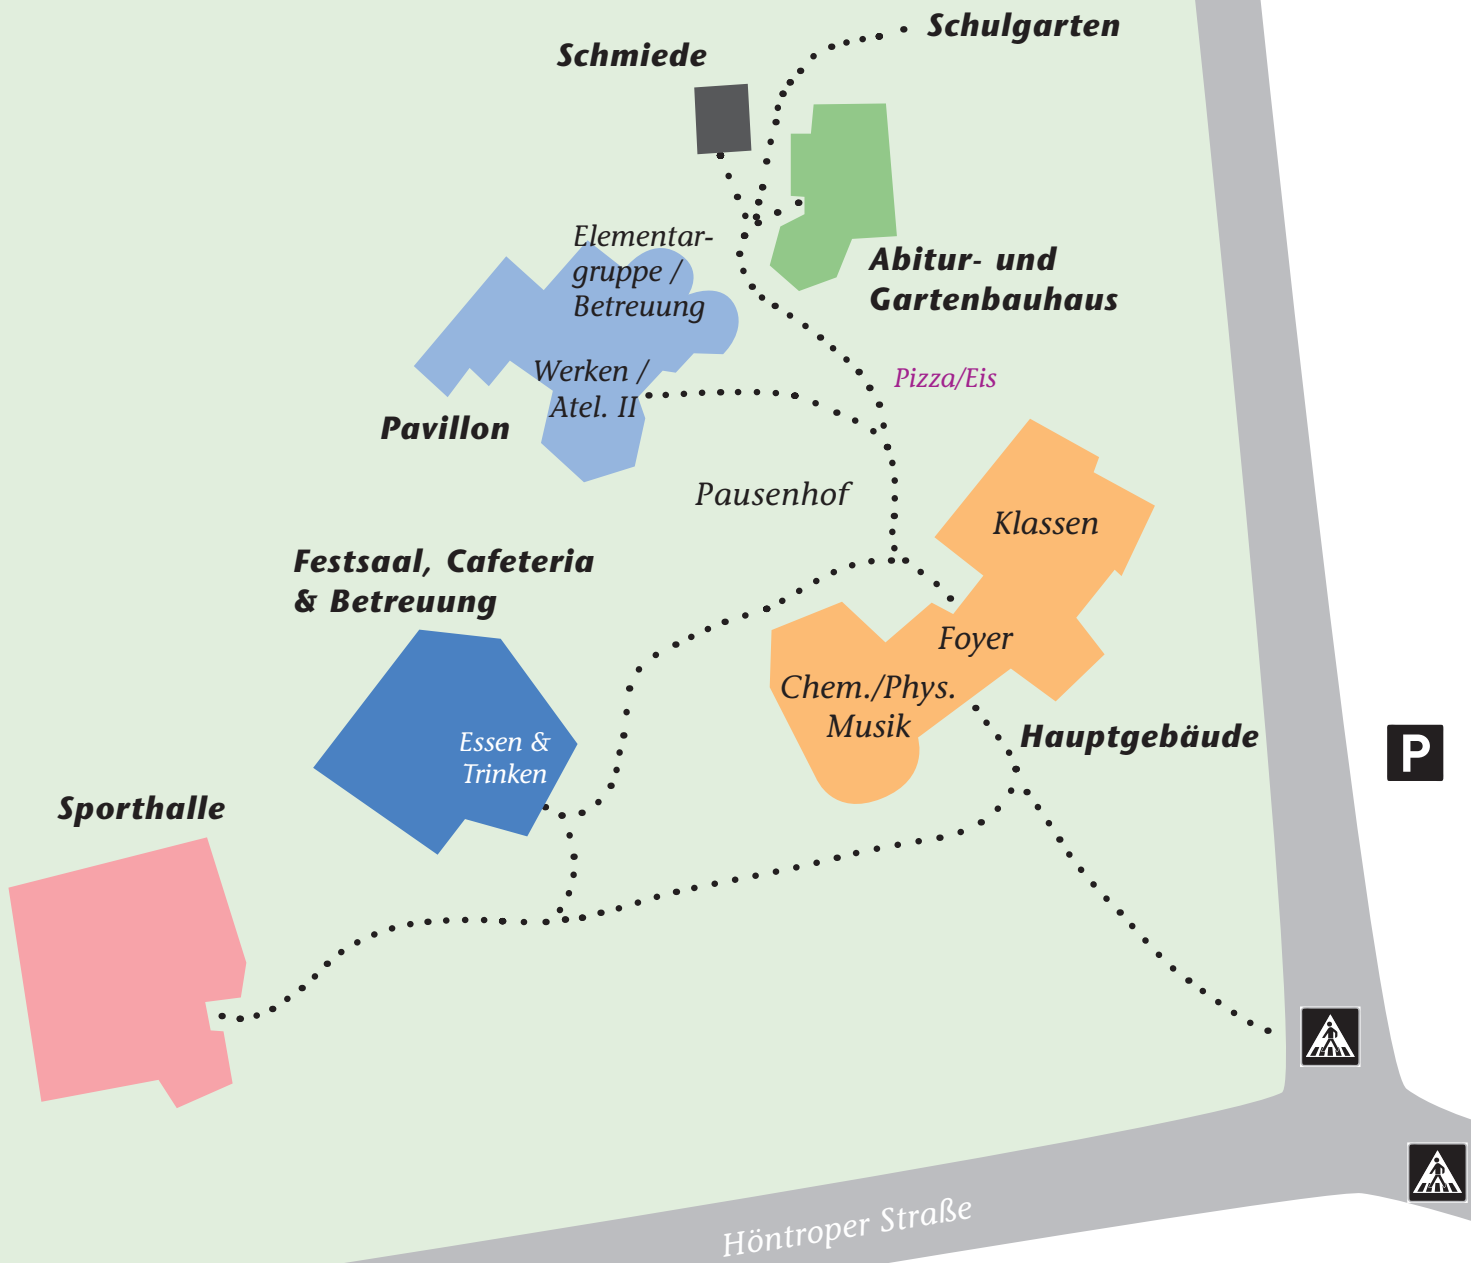 Schulgarten
Schmiede
Elementar-
gruppe /
Betreuung
Abitur- und
Gartenbauhaus
Werken /
Atel. II
Pizza/Eis
Pavillon
Pausenhof
Klassen
Festsaal, Cafeteria
& Betreuung
Foyer
Chem./Phys.
Musik
Hauptgebäude
Essen &
Trinken
P
Sporthalle
Höntroper Straße